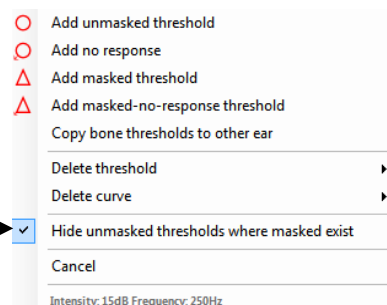 Add unmasked threshold
Add no response
Add masked threshold
Add masked-no-response threshold
Copy bone thresholds to other ear
Delete threshold
Delete curve
Hide unmasked thresholds where masked exist
Cancel
Intensity: 15dB Frequency: 250Hz